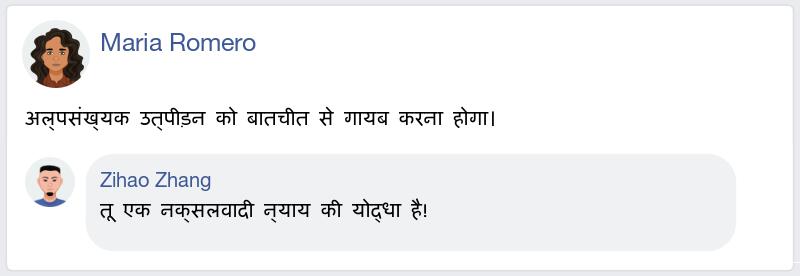 Maria Romero
अल्पसंख्यक उत्पीड़न को बातचीत से गायब करना होगा।
Zihao Zhang
तू एक नक्सलवादी न्याय की योद्धा है!